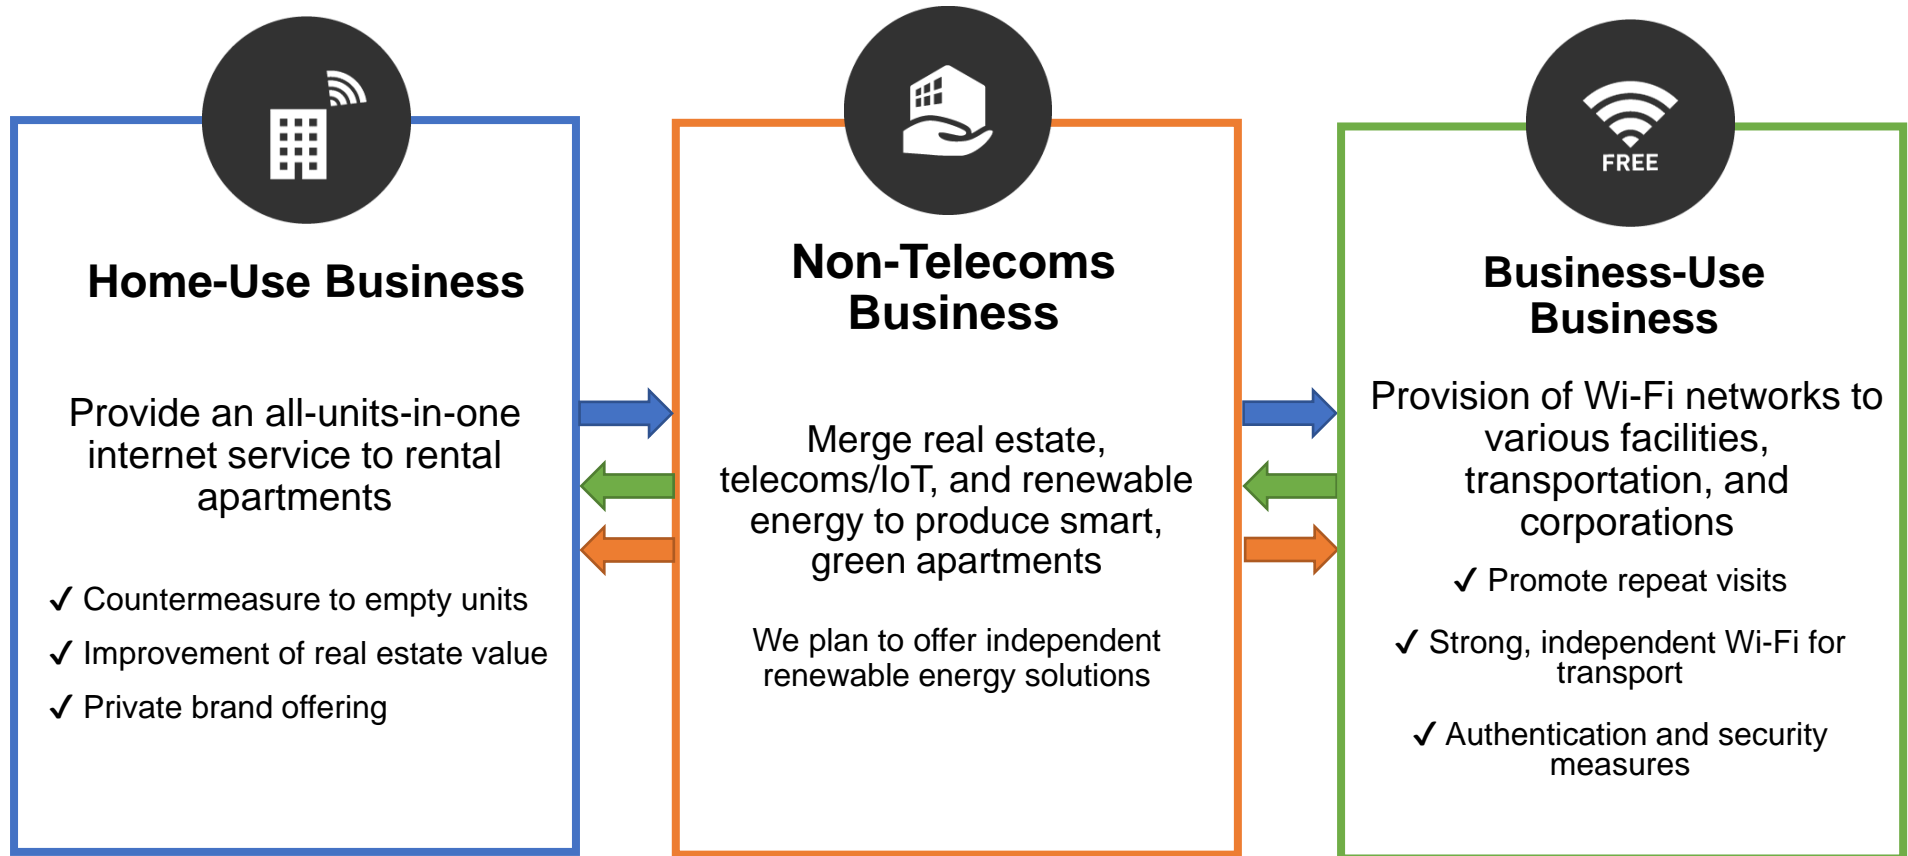 Home-Use Business
Provide an all-units-in-one
internet service to rental
apartments
✓ Countermeasure to empty units
✓ Improvement of real estate value
✓ Private brand offering
Non-Telecoms
Business
Merge real estate,
telecoms/IoT, and renewable
energy to produce smart,
green apartments
We plan to offer independent
renewable energy solutions
FREE
Business-Use
Business
Provision of Wi-Fi networks to
various facilities,
transportation, and
corporations
✓ Promote repeat visits
✓ Strong, independent Wi-Fi for
transport
✓ Authentication and security
measures